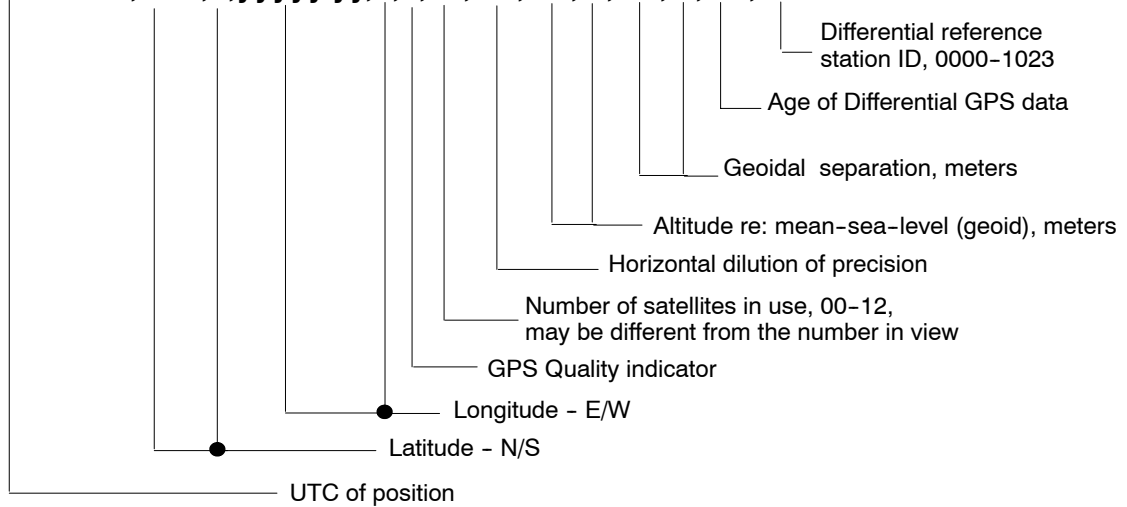 Differential reference
station ID, 0000-1023
Age of Differential GPS data
Geoidal separation, meters
Altitude re: mean-sea-level (geoid), meters
Horizontal dilution of precision
Number of satellites in use, 00-12,
may be different from the number in view
GPS Quality indicator
Longitude - E/W
Latitude - N/S
UTC of position